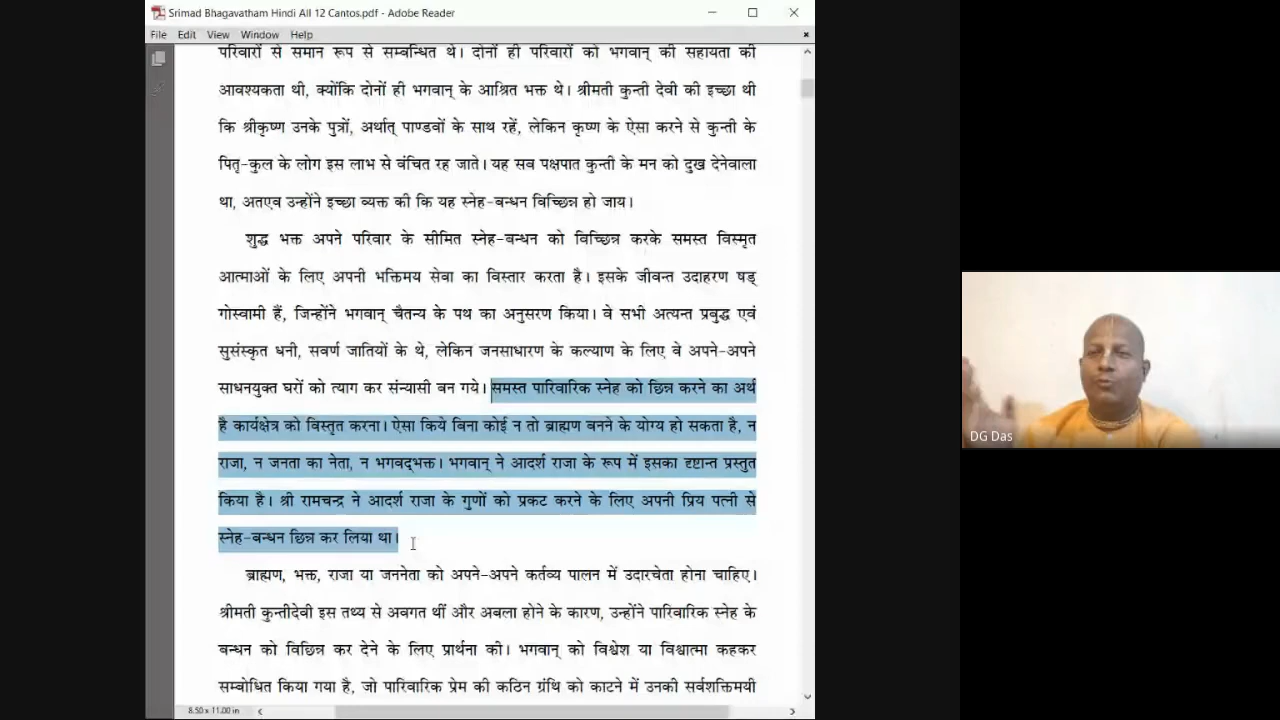 Srimad Bhagavatham Hindi All 12 Cantos.pdf - Adobe Reader
File Edit View Window Help
परिवारों से समान रूप से सम्बन्धित थे। दोनों ही परिवारों को भगवान् की सहायता की
आवश्यकता थी, क्योंकि दोनों ही भगवान् के आश्रित भक्त थे। श्रीमती कुन्ती देवी की इच्छा थी
कि श्रीकृष्ण उनके पुत्रों, अर्थात् पाण्डवों के साथ रहें, लेकिन कृष्ण के ऐसा करने से कुन्ती के
पितृ-कुल के लोग इस लाभ से वंचित रह जाते। यह सब पक्षपात कुन्ती के मन को दुख देनेवाला
था, अतएव उन्होंने इच्छा व्यक्त की कि यह स्नेह-बन्धन विच्छिन्न हो जाय।
शुद्ध भक्त अपने परिवार के सीमित स्नेह-बन्धन को विच्छिन्न करके समस्त विस्मृत
आत्माओं के लिए अपनी भक्तिमय सेवा का विस्तार करता है। इसके जीवन्त उदाहरण षड्
गोस्वामी हैं, जिन्होंने भगवान् चैतन्य के पथ का अनुसरण किया। वे सभी अत्यन्त प्रबुद्ध एवं
सुसंस्कृत धनी, सवर्ण जातियों के थे, लेकिन जनसाधारण के कल्याण के लिए वे अपने-अपने
साधनयुक्त घरों को त्याग कर संन्यासी बन गये। समस्त पारिवारिक स्नेह को छिन्न करने का अर्थ
है कार्यक्षेत्र को विस्तृत करना। ऐसा किये बिना कोई न तो ब्राह्मण बनने के योग्य हो सकता है, न
राजा, न जनता का नेता, न भगवद्भक्त। भगवान् ने आदर्श राजा के रूप में इसका दृष्टान्त प्रस्तुत
किया है। श्री रामचन्द्र ने आदर्श राजा के गुणों को प्रकट करने के लिए अपनी प्रिय पत्नी से
स्नेह-बन्धन छिन्न कर लिया था।
ब्राह्मण, भक्त, राजा या जननेता को अपने-अपने कर्तव्य पालन में उदारचेता होना चाहिए।
श्रीमती कुन्तीदेवी इस तथ्य से अवगत थीं और अबला होने के कारण, उन्होंने पारिवारिक स्नेह के
बन्धन को विछिन्न कर देने के लिए प्रार्थना की। भगवान् को विश्वेश या विश्वात्मा कहकर
सम्बोधित किया गया है, जो पारिवारिक प्रेम की कठिन ग्रंथि को काटने में उनकी सर्वशक्तिमयी
8.50 x 11.00 in
DG Das